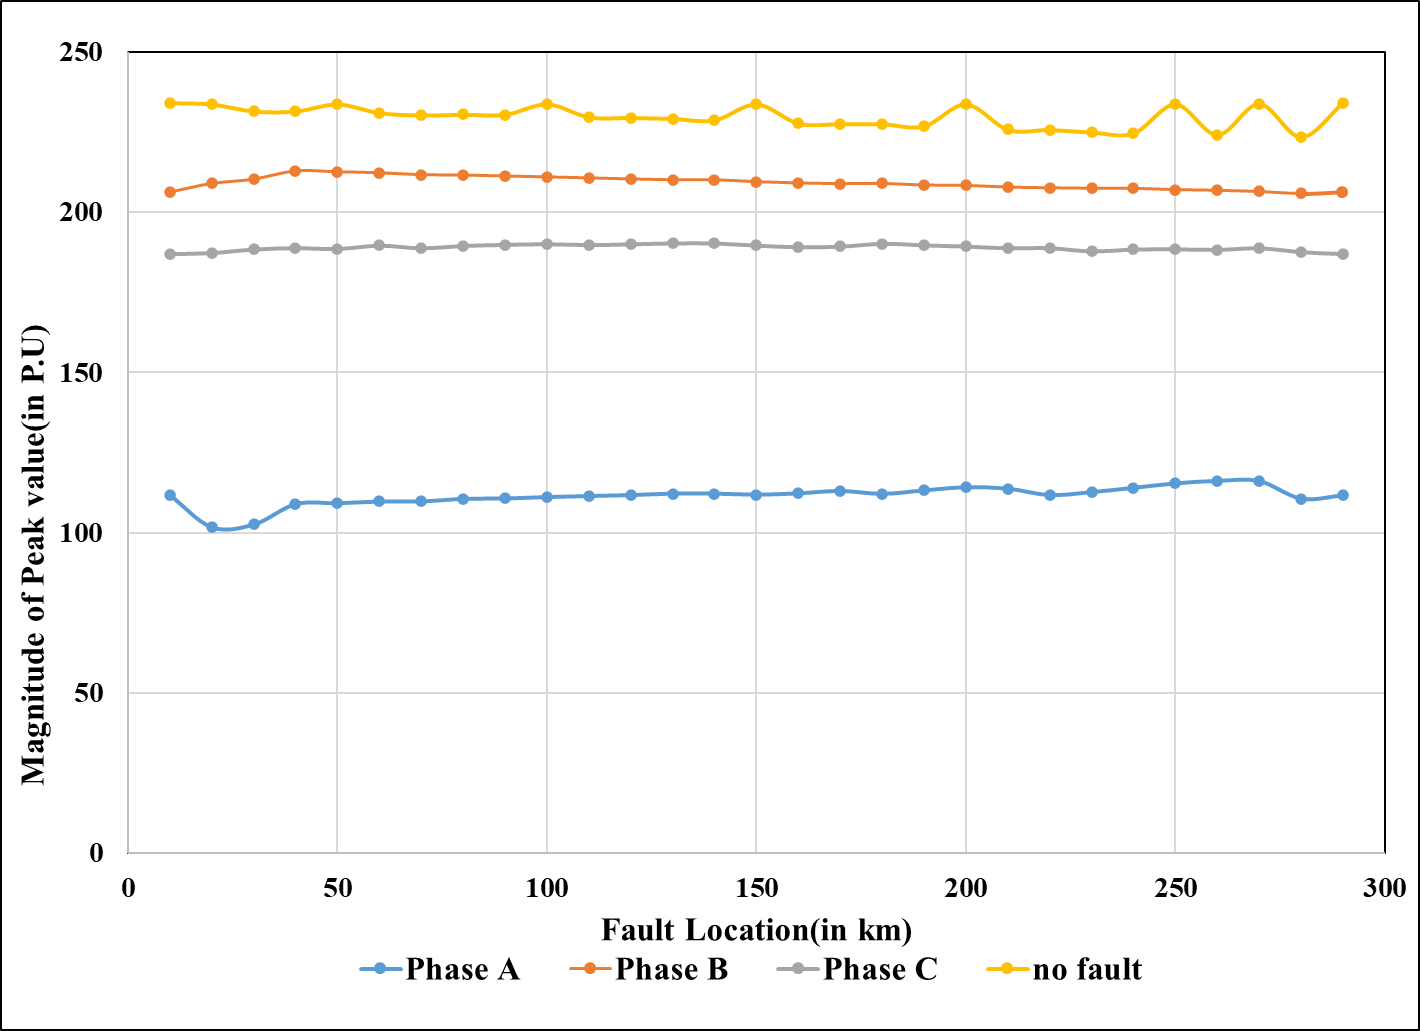 250
200
150
100
50
0
Magnitude of Peak value(in P.U)
0 50 100 150 200 250 300
Fault Location(in km)
Phase A Phase B Phase C no fault